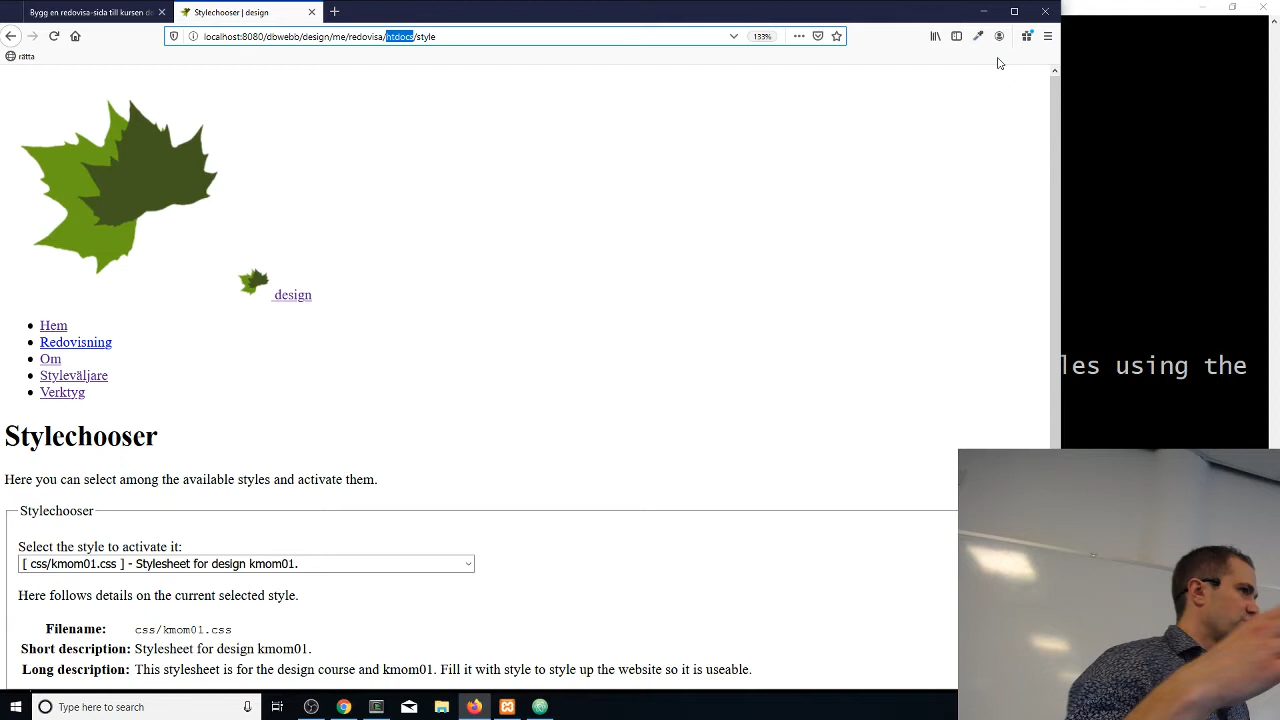 Bygg en redovisa-sida till kursen de
Stylechooser | design
localhost:8080/dbwebb/design/me/redovisa/htdocs/style
133%
rätta
design
Hem
Redovisning
Om
Styleväljare
Verktyg
les using the
Stylechooser
Here you can select among the available styles and activate them.
Stylechooser
Select the style to activate it:
[ css/kmom01.css ] - Stylesheet for design kmom01.
Here follows details on the current selected style.
Filename: css/kmom01.css
Short description: Stylesheet for design kmom01.
Long description: This stylesheet is for the design course and kmom01. Fill it with style to style up the website so it is useable.
Type here to search